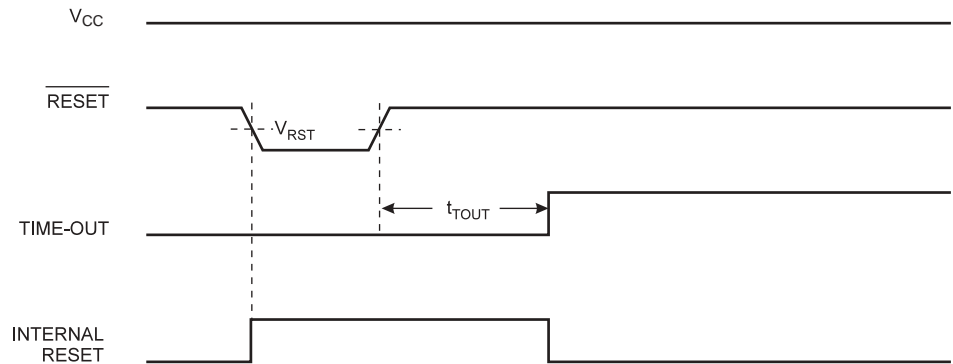 VCC
RESET
VRST
tTOUT
TIME-OUT
INTERNAL
RESET